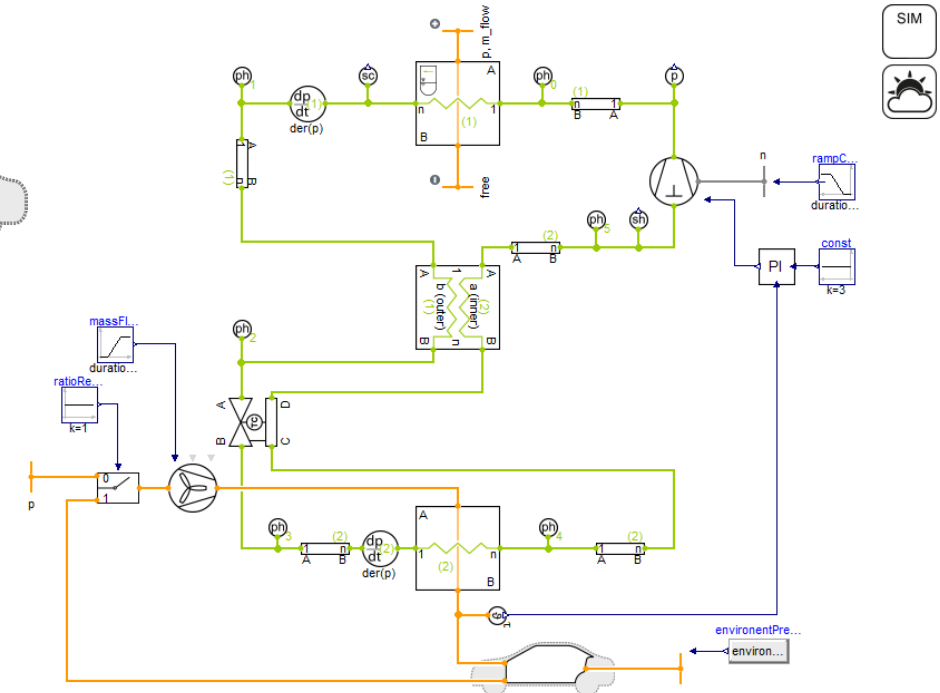 SIM
p, m_flow
A
n
1
(1)
B
free
ph
1
dp
dt
(1)
der(p)
sc
ph
0
(1)
n
1
B
A
p
A
B
(1)
n
rampC...
duratio...
const
k=3
PI
ph
5
sh
(2)
1
n
A
B
A
1
A
b (outer)
(1)
a (inner)
(2)
B
n
B
ph
2
massFl...
duratio...
ratioRe...
k=1
A
D
TC
B
C
0
1
p
ph
3
(2)
1
n
A
B
dp
dt
(2)
der(p)
A
1
n
(2)
B
ph
4
(2)
1
n
A
B
1
environentPre...
environ...